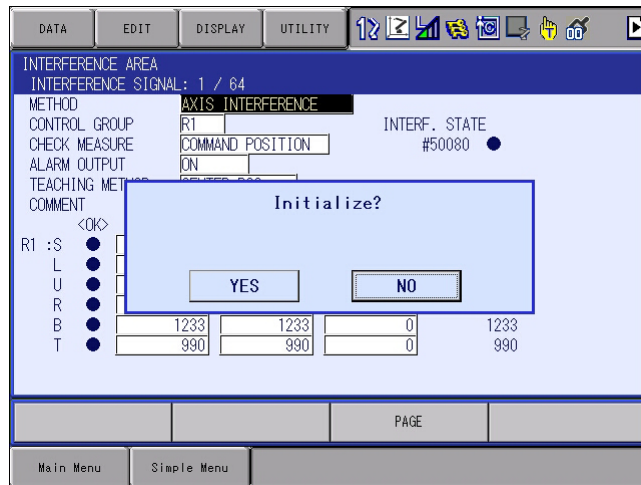 DATA EDIT DISPLAY UTILITY
INTERFERENCE AREA
INTERFERENCE SIGNAL: 1 / 64
METHOD AXIS INTERFERENCE
CONTROL GROUP R1 INTERF. STATE
CHECK MEASURE COMMAND POSITION #50080
ALARM OUTPUT ON
TEACHING
COMMENT
Initialize?
<OK>
R1 :S
L
U YES NO
R
B 1233 1233 0 1233
T 990 990 0 990
PAGE
Main Menu Simple Menu